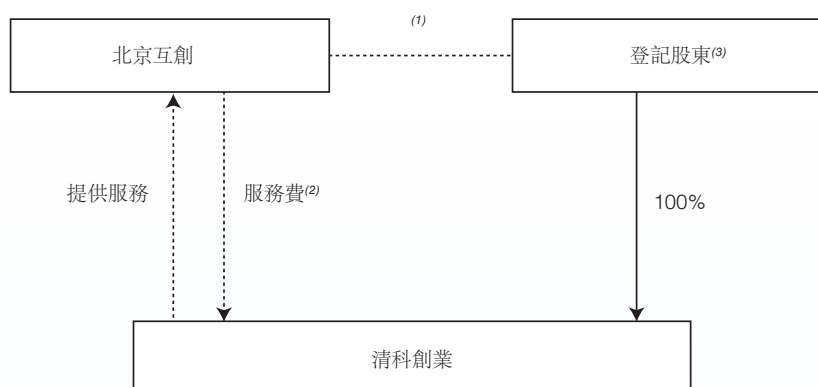 (1)
北京互創
登記股東(3)
提供服務
服務費(2)
100%
清科創業